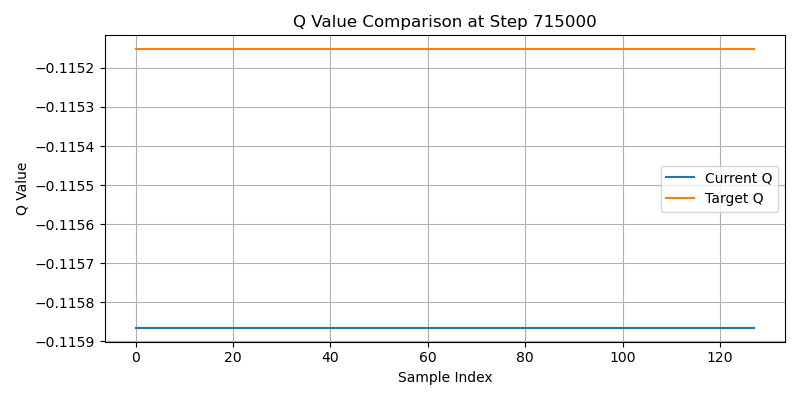 Q Value Comparison at Step 715000
Q Value
−0.1152
−0.1153
−0.1154
−0.1155
−0.1156
−0.1157
−0.1158
−0.1159
Current Q
Target Q
0 20 40 60 80 100 120
Sample Index